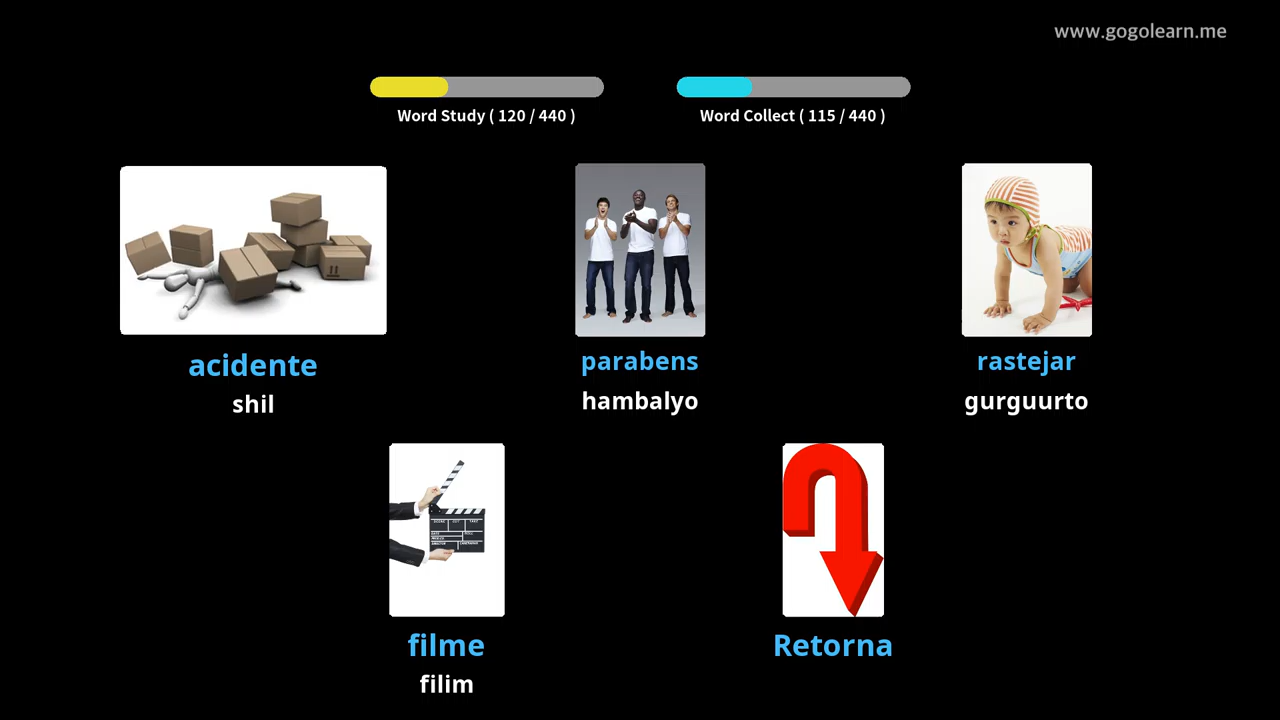 www.gogolearn.me
Word Study ( 120 / 440 )
Word Collect ( 115 / 440 )
acidente
shil
parabens
hambalyo
rastejar
gurguurto
filme
filim
Retorna